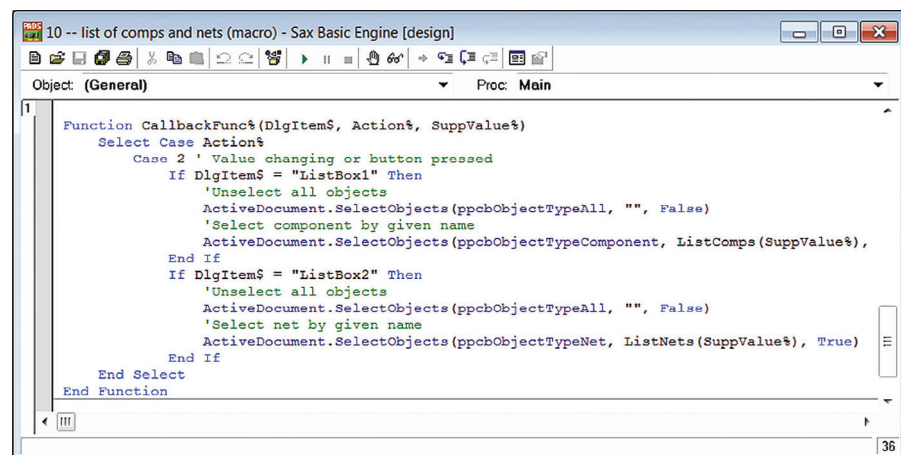 PADS
10 -- list of comps and nets (macro) - Sax Basic Engine [design]
Object: (General) Proc: Main
1
Function CallbackFunc%(DlgItem$, Action%, SuppValue%)
Select Case Action%
Case 2 ' Value changing or button pressed
If DlgItem$ = "ListBox1" Then
'Unselect all objects
ActiveDocument.SelectObjects(ppcbObjectTypeAll, "", False)
'Select component by given name
ActiveDocument.SelectObjects(ppcbObjectTypeComponent, ListComps(SuppValue%),
End If
If DlgItem$ = "ListBox2" Then
'Unselect all objects
ActiveDocument.SelectObjects(ppcbObjectTypeAll, "", False)
'Select net by given name
ActiveDocument.SelectObjects(ppcbObjectTypeNet, ListNets(SuppValue%), True)
End If
End Select
End Function
36